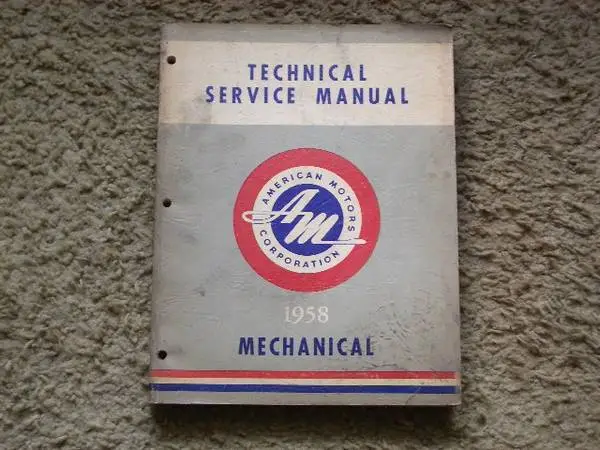 TECHNICAL
SERVICE MANUAL
AMERICAN MOTORS
AM
CORPORATION
1958
MECHANICAL